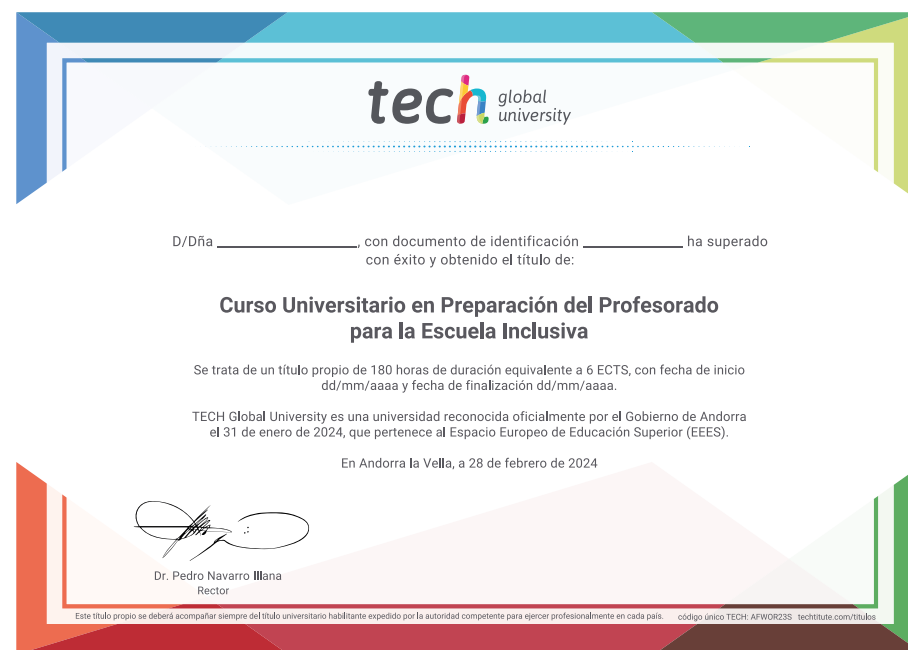 tech global university
D/Dña ____________, con documento de identificación ____________ ha superado
con éxito y obtenido el título de:
Curso Universitario en Preparación del Profesorado
para la Escuela Inclusiva
Se trata de un título propio de 180 horas de duración equivalente a 6 ECTS, con fecha de inicio
dd/mm/aaaa y fecha de finalización dd/mm/aaaa.
TECH Global University es una universidad reconocida oficialmente por el Gobierno de Andorra
el 31 de enero de 2024, que pertenece al Espacio Europeo de Educación Superior (EEES).
En Andorra la Vella, a 28 de febrero de 2024
Dr. Pedro Navarro Illana
Rector
Este título propio se deberá acompañar siempre del título universitario habilitante expedido por la autoridad competente para ejercer profesionalmente en cada país. código único TECH: AFWOR23S techtitute.com/titulos